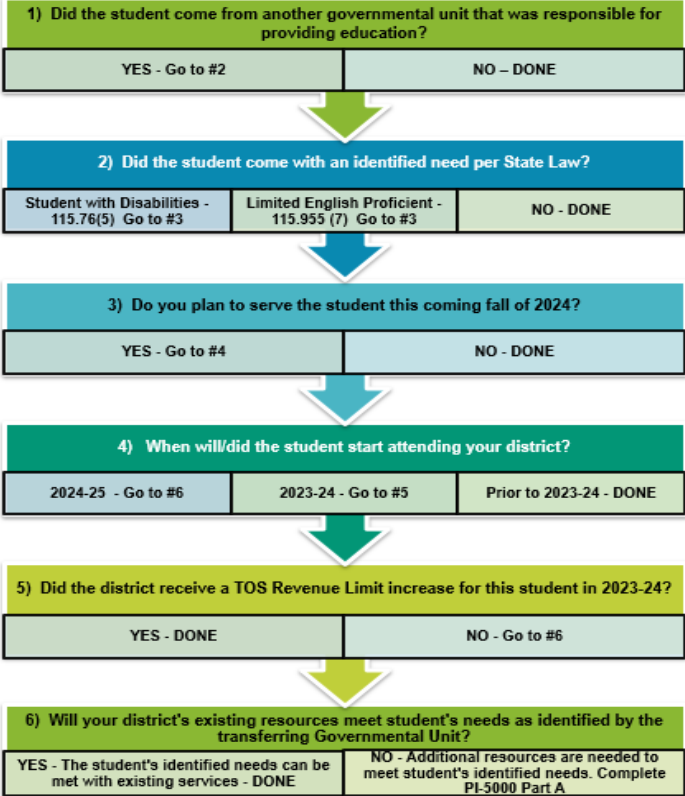 1) Did the student come from another governmental unit that was responsible for
providing education?
YES - Go to #2
NO – DONE
2) Did the student come with an identified need per State Law?
Student with Disabilities -
115.76(5) Go to #3
Limited English Proficient -
115.955 (7) Go to #3
NO - DONE
3) Do you plan to serve the student this coming fall of 2024?
YES - Go to #4
NO - DONE
4) When will/did the student start attending your district?
2024-25 - Go to #6
2023-24 - Go to #5
Prior to 2023-24 - DONE
5) Did the district receive a TOS Revenue Limit increase for this student in 2023-24?
YES - DONE
NO - Go to #6
6) Will your district's existing resources meet student's needs as identified by the
transferring Governmental Unit?
YES - The student's identified needs can be
met with existing services - DONE
NO - Additional resources are needed to
meet student's identified needs. Complete
PI-5000 Part A